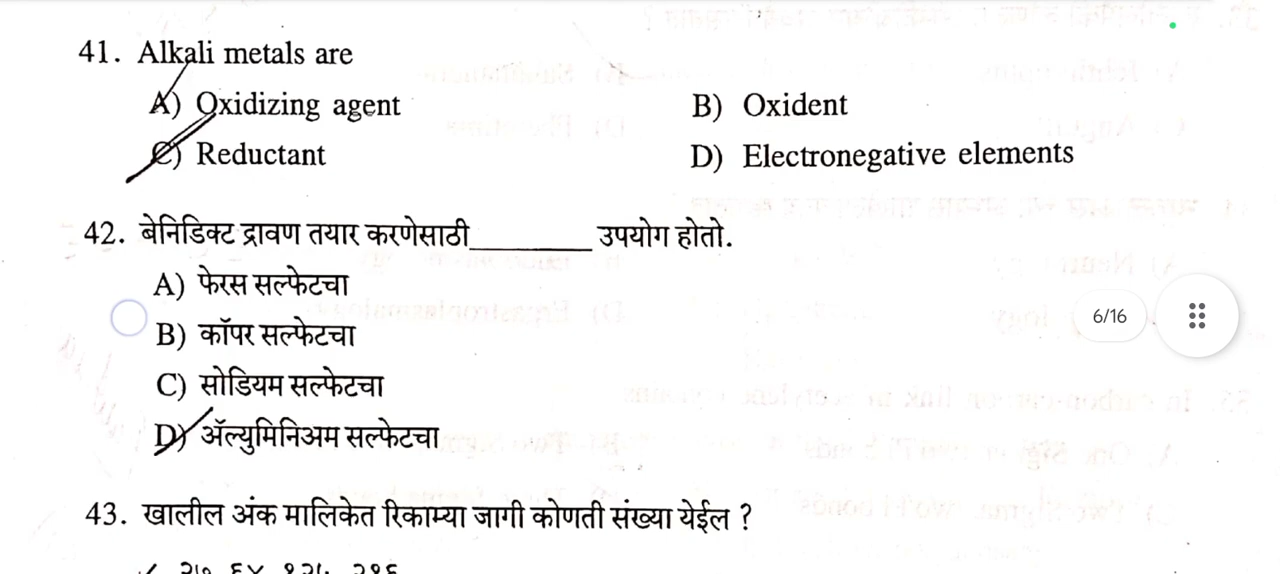 41. Alkali metals are
A) Oxidizing agent B) Oxident
C) Reductant D) Electronegative elements
42. बेनिडिक्ट द्रावण तयार करणेसाठी________ उपयोग होतो.
A) फेरस सल्फेटचा
B) कॉपर सल्फेटचा
6/16
C) सोडियम सल्फेटचा
D) ॲल्युमिनिअम सल्फेटचा
43. खालील अंक मालिकेत रिकाम्या जागी कोणती संख्या येईल ?